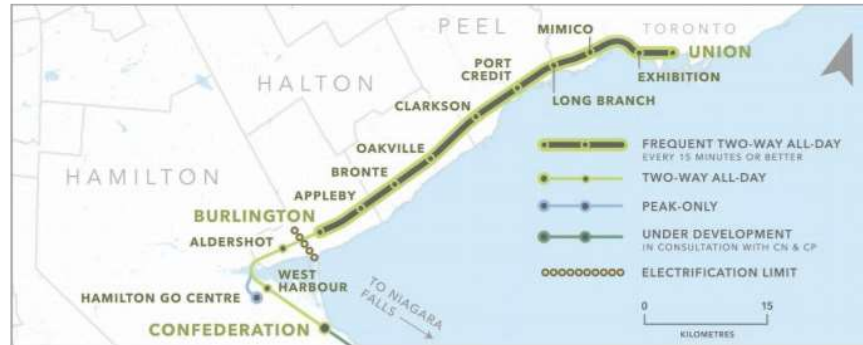 PEEL
MIMICO
TORONTO
UNION
PORT
CREDIT
EXHIBITION
HALTON
LONG BRANCH
CLARKSON
OAKVILLE
BRONTE
HAMILTON
APPLEBY
BURLINGTON
ALDERSHOT
WEST
HARBOUR
HAMILTON GO CENTRE
CONFEDERATION
TO NIAGARA
FALLS
FREQUENT TWO-WAY ALL-DAY
EVERY 15 MINUTES OR BETTER
TWO-WAY ALL-DAY
PEAK-ONLY
UNDER DEVELOPMENT
IN CONSULTATION WITH CN & CP
ELECTRIFICATION LIMIT
0 15
KILOMETRES